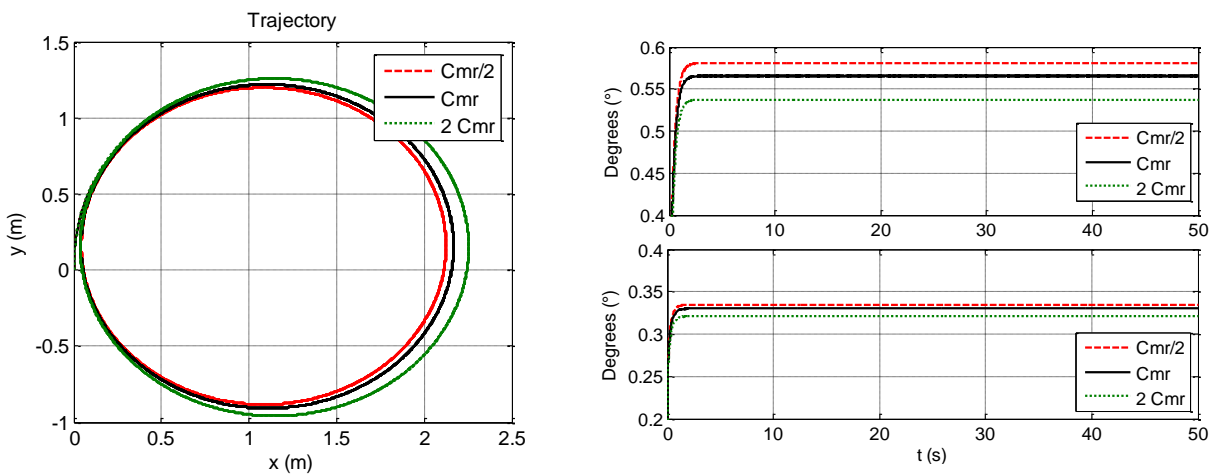 Trajectory
1.5
1
0.5
0
-0.5
-1
0
0.5
1
1.5
2
2.5
y (m)
x (m)
Cmr/2
Cmr
2 Cmr
0.6
0.55
0.5
0.45
0.4
0
10
20
30
40
50
Degrees (°)
Cmr/2
Cmr
2 Cmr
0.4
0.35
0.3
0.25
0.2
0
10
20
30
40
50
Degrees (°)
t (s)
Cmr/2
Cmr
2 Cmr